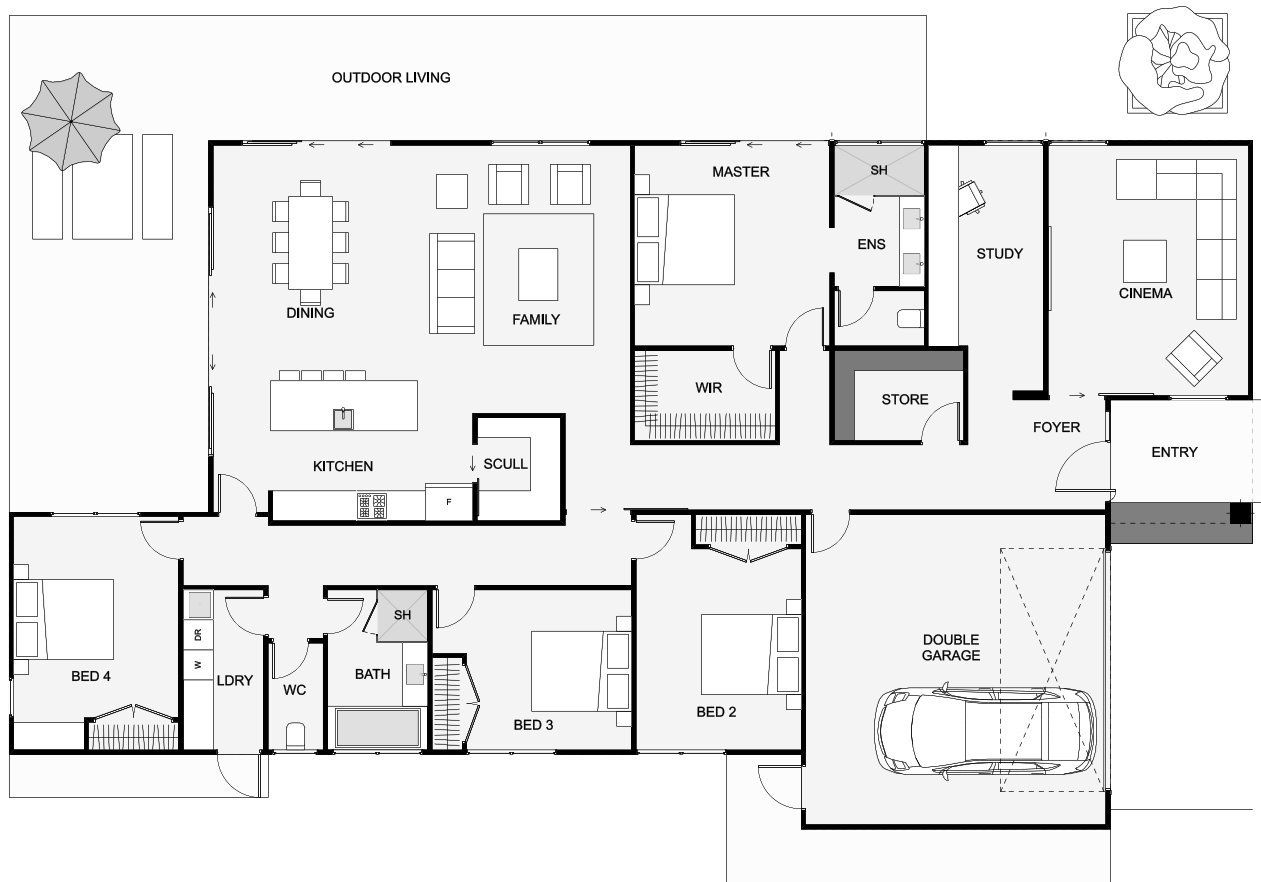 OUTDOOR LIVING
MASTER
SH
ENS
STUDY
CINEMA
DINING
FAMILY
WIR
STORE
FOYER
ENTRY
KITCHEN
SCULL
F
SH
DR
W
BED 4
LDRY
WC
BATH
BED 3
BED 2
DOUBLE
GARAGE